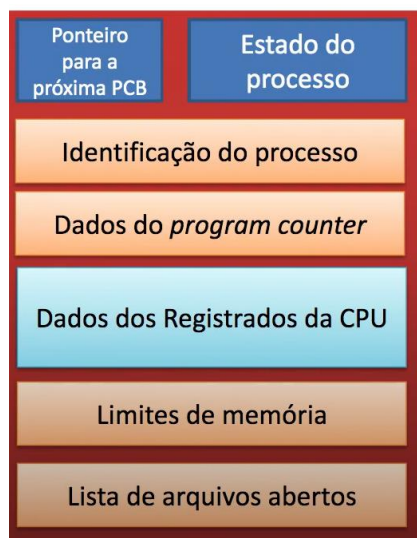 Ponteiro
para a
próxima PCB
Estado do
processo
Identificação do processo
Dados do program counter
Dados dos Registrados da CPU
Limites de memória
Lista de arquivos abertos